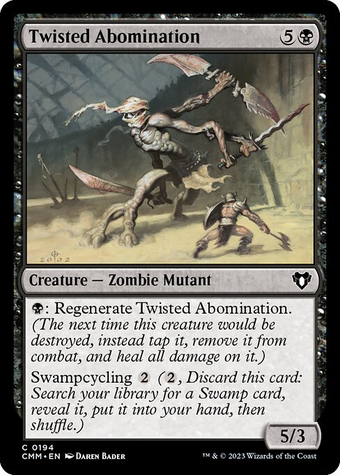 Twisted Abomination 5
2002
Creature — Zombie Mutant
: Regenerate Twisted Abomination.
(The next time this creature would be
destroyed, instead tap it, remove it from
combat, and heal all damage on it.)
Swampcycling 2 (2, Discard this card:
Search your library for a Swamp card,
reveal it, put it into your hand, then
shuffle.)
5/3
C 0194
CMM • EN Daren Bader
™ & © 2023 Wizards of the Coast